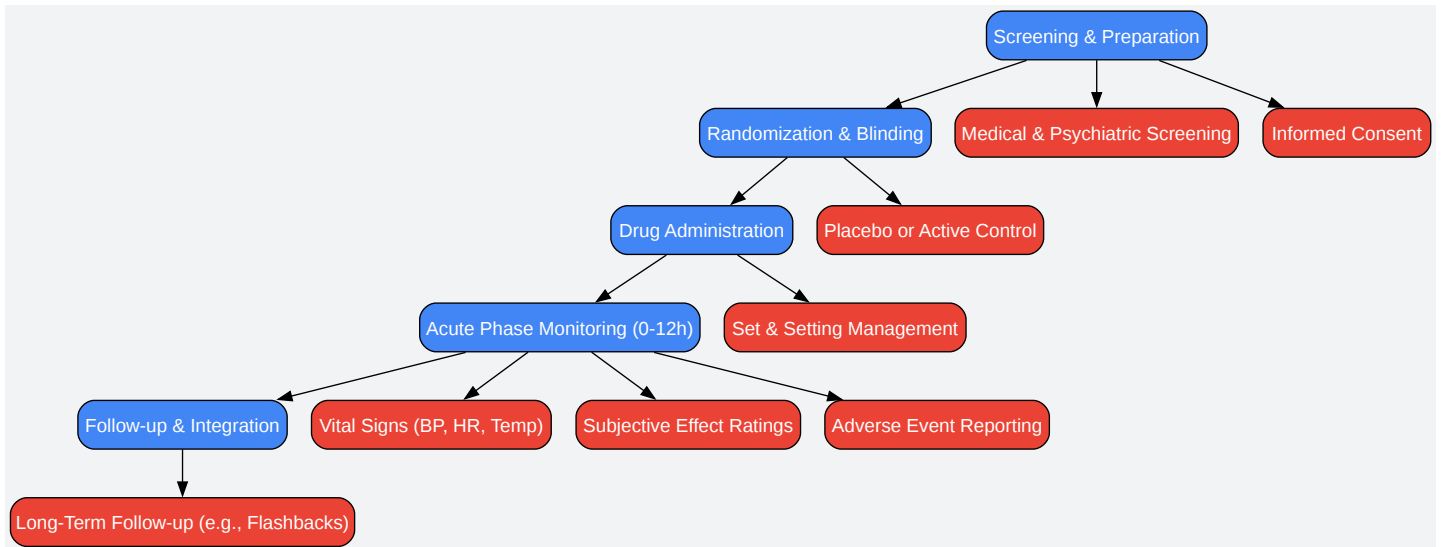 Screening & Preparation
Randomization & Blinding
Medical & Psychiatric Screening
Informed Consent
Drug Administration
Placebo or Active Control
Acute Phase Monitoring (0-12h)
Set & Setting Management
Follow-up & Integration
Vital Signs (BP, HR, Temp)
Subjective Effect Ratings
Adverse Event Reporting
Long-Term Follow-up (e.g., Flashbacks)